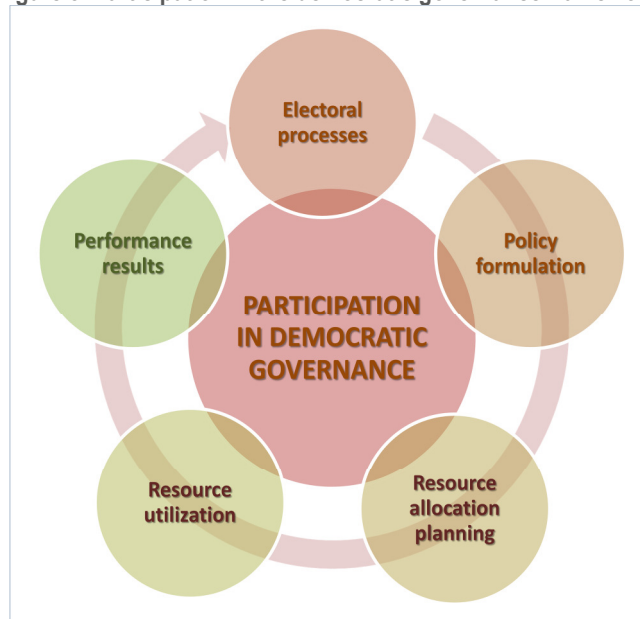 Electoral
processes
Policy
formulation
Resource
allocation
planning
Resource
utilization
Performance
results
PARTICIPATION
IN DEMOCRATIC
GOVERNANCE